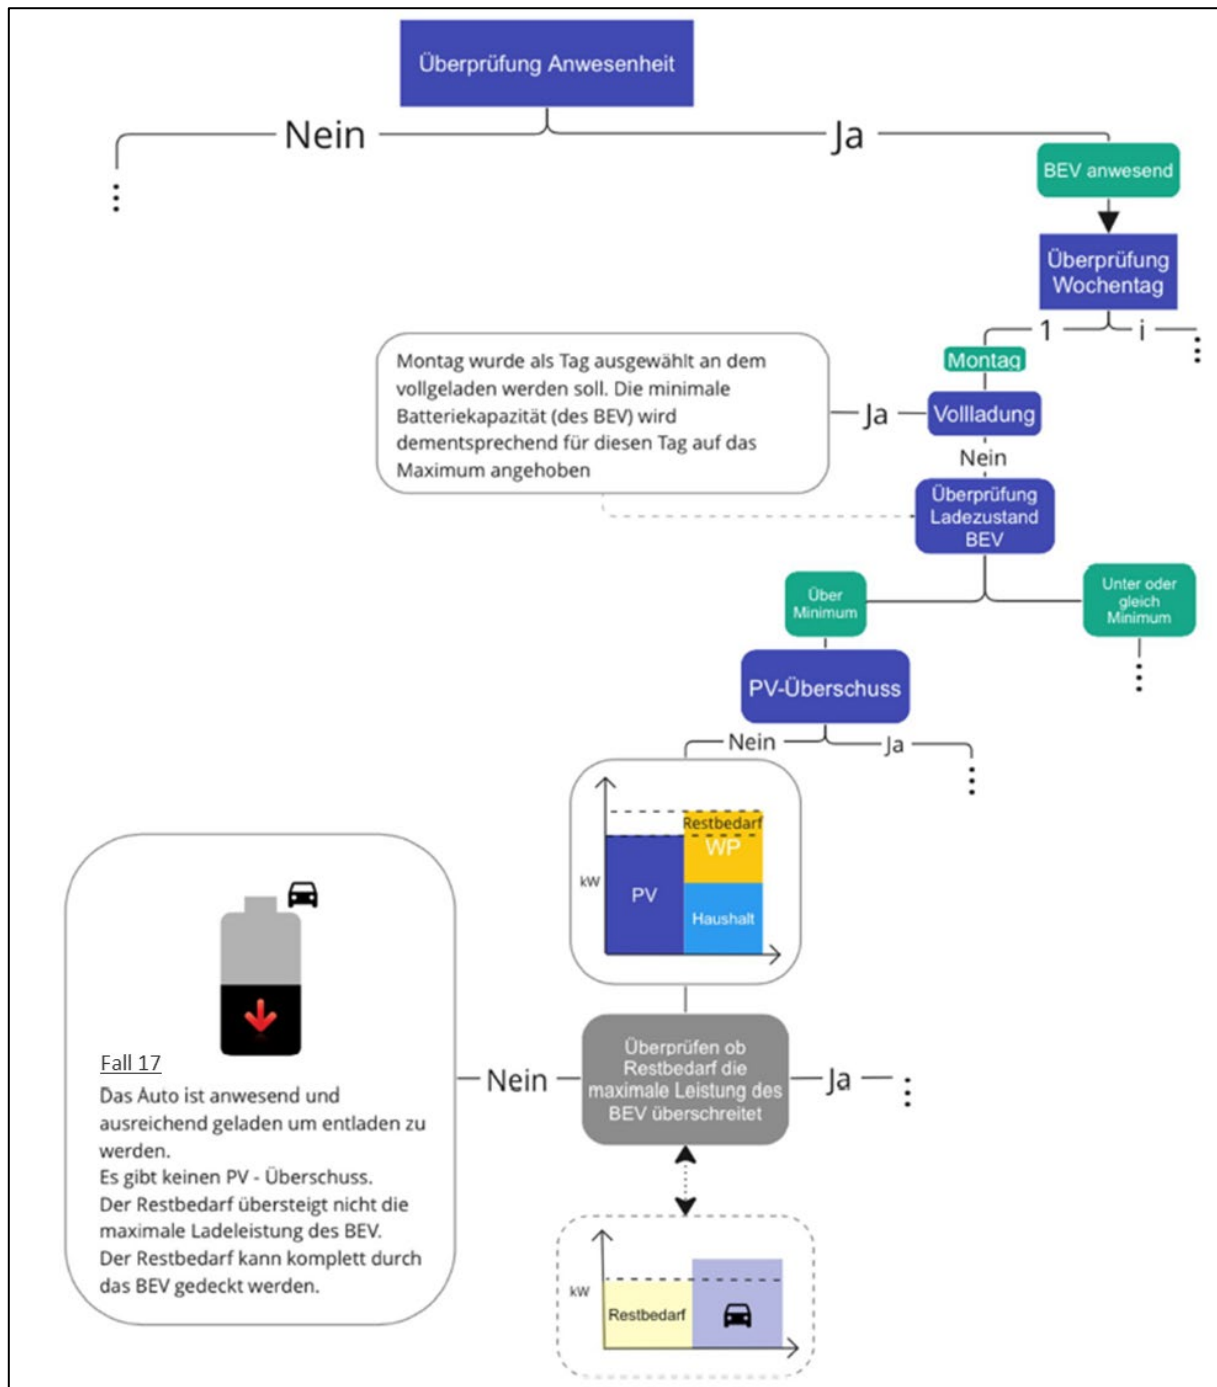 Überprüfung Anwesenheit
Nein
Ja
BEV anwesend
Überprüfung
Wochentag
1
i
Montag
Montag wurde als Tag ausgewählt an dem
vollgeladen werden soll. Die minimale
Batteriekapazität (des BEV) wird
dementsprechend für diesen Tag auf das
Maximum angehoben
Ja
Vollladung
Nein
Überprüfung
Ladezustand
BEV
Über
Minimum
Unter oder
gleich
Minimum
PV-Überschuss
Nein
Ja
kW
PV
Restbedarf
WP
Haushalt
Überprüfen ob
Restbedarf die
maximale Leistung des
BEV überschreitet
Nein
Ja
Fall 17
Das Auto ist anwesend und
ausreichend geladen um entladen zu
werden.
Es gibt keinen PV - Überschuss.
Der Restbedarf übersteigt nicht die
maximale Ladeleistung des BEV.
Der Restbedarf kann komplett durch
das BEV gedeckt werden.
kW
Restbedarf